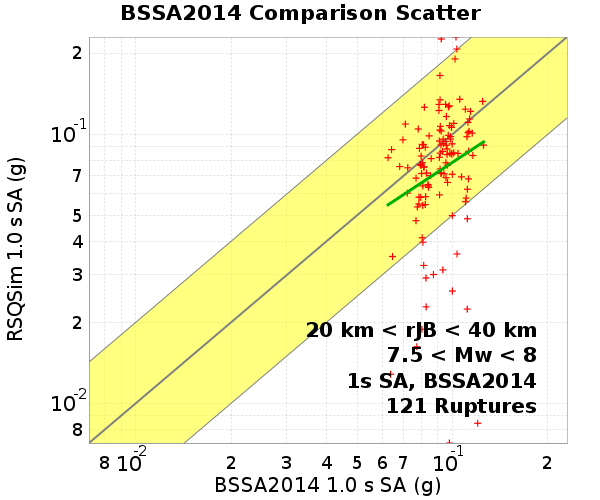 BSSA2014 Comparison Scatter
2
10^-1
7
5
4
3
2
10^-2
8
RSQSim 1.0 s SA (g)
20 km < rJB < 40 km
7.5 < Mw < 8
1s SA, BSSA2014
121 Ruptures
8 10^-2 2 3 4 5 6 7 10^-1 2
BSSA2014 1.0 s SA (g)